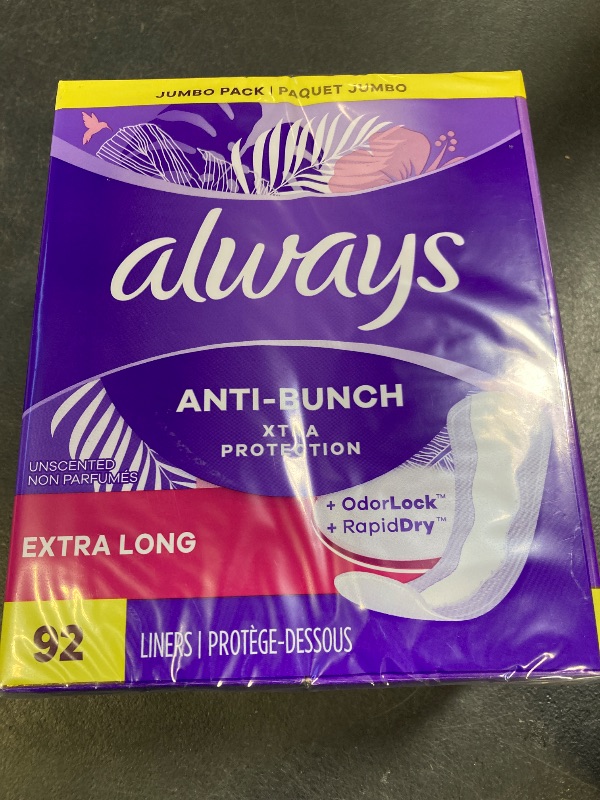 JUMBO PACK | PAQUET JUMBO
always
ANTI-BUNCH
XTRA
PROTECTION
UNSCENTED
NON PARFUMÉS
+ OdorLock™
+ RapidDry™
EXTRA LONG
92 LINERS | PROTÈGE-DESSOUS